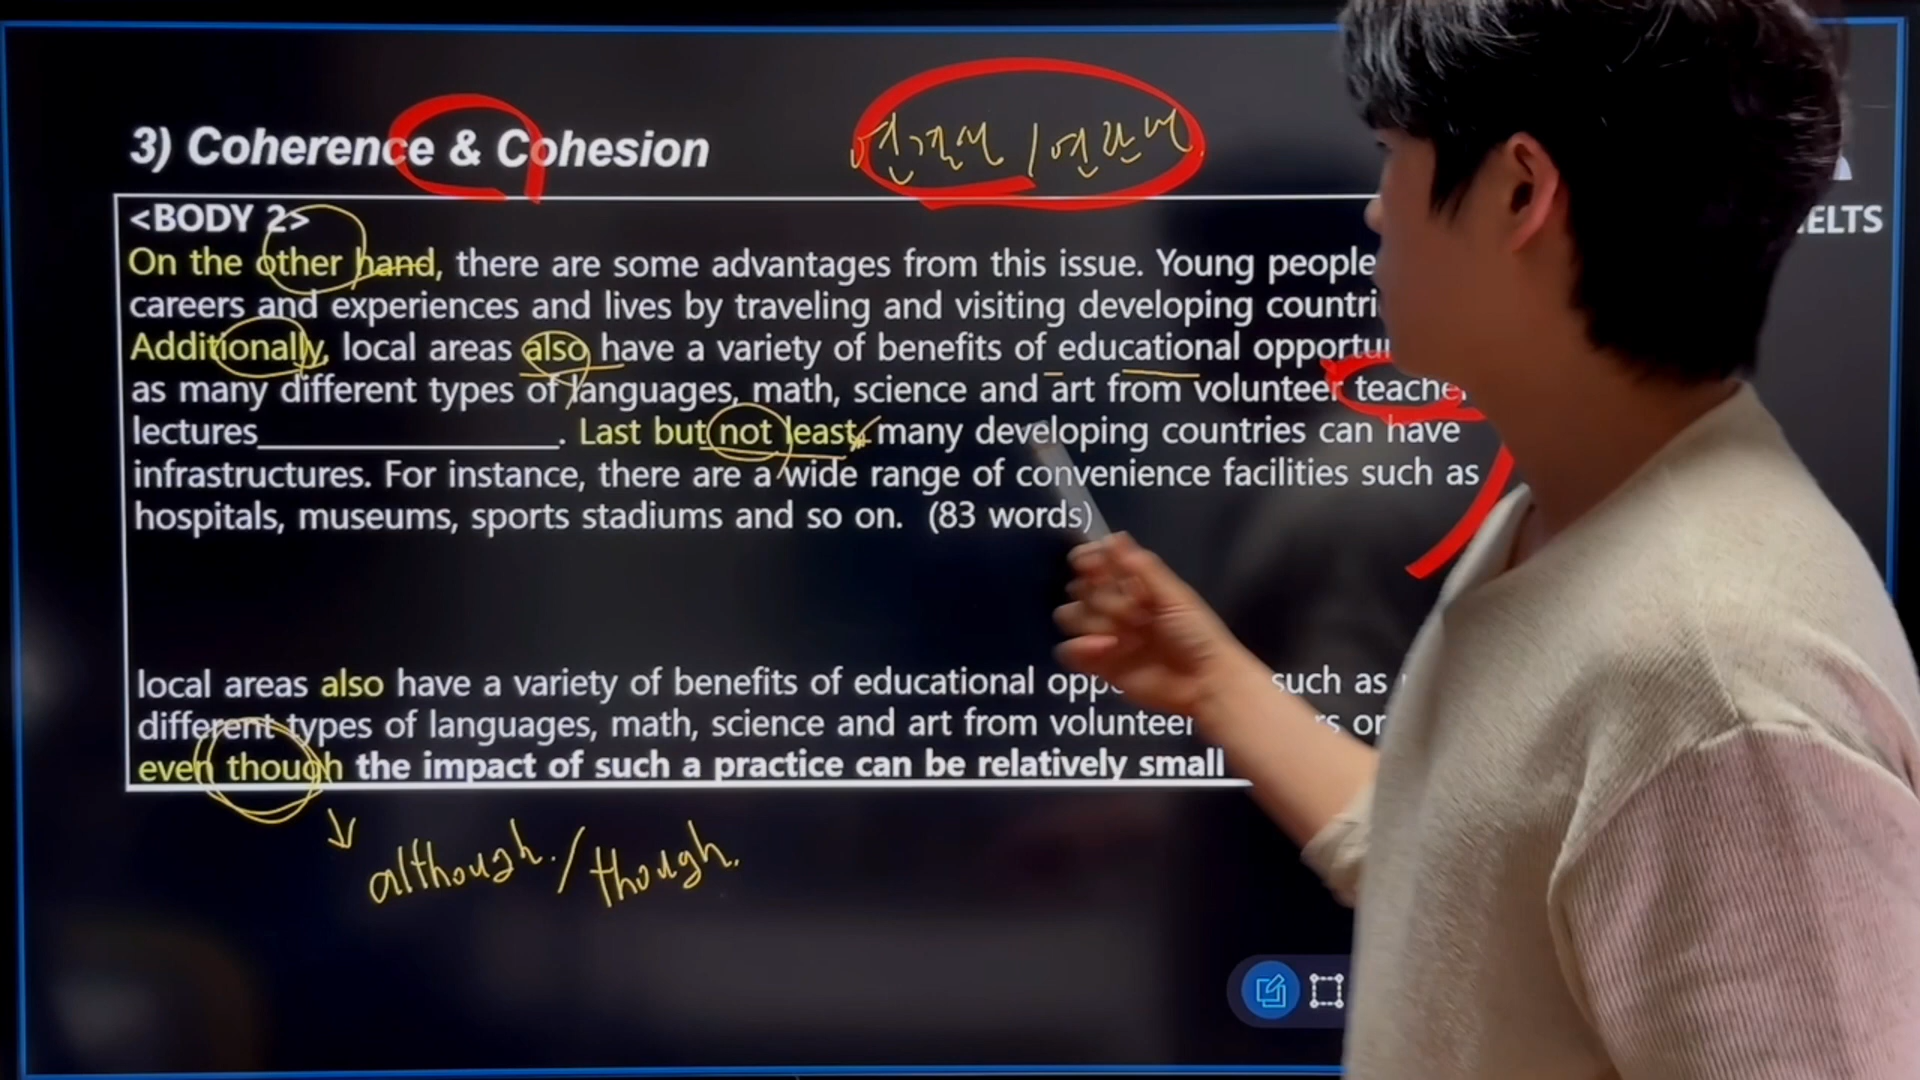 3) Coherence & Cohesion
연결성 / 연관성
ELTS
<BODY 2>
On the other hand, there are some advantages from this issue. Young people
careers and experiences and lives by traveling and visiting developing countri
Additionally, local areas also have a variety of benefits of educational opportu
as many different types of languages, math, science and art from volunteer teache
lectures____________. Last but not least, many developing countries can have
infrastructures. For instance, there are a wide range of convenience facilities such as
hospitals, museums, sports stadiums and so on. (83 words)
local areas also have a variety of benefits of educational opp such as
different types of languages, math, science and art from volunteer rs or
even though the impact of such a practice can be relatively small
although. / though.